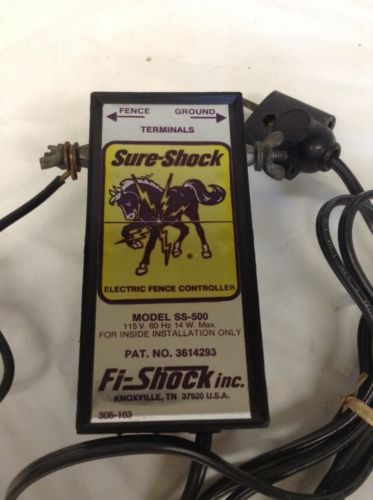 FENCE GROUND
TERMINALS
Sure-Shock
®
ELECTRIC FENCE CONTROLLER
MODEL SS-500
115 V. 60 Hz 14 W. Max.
FOR INSIDE INSTALLATION ONLY
PAT. NO. 3614293
Fi-Shock inc.
KNOXVILLE, TN 37920 U.S.A.
305-163